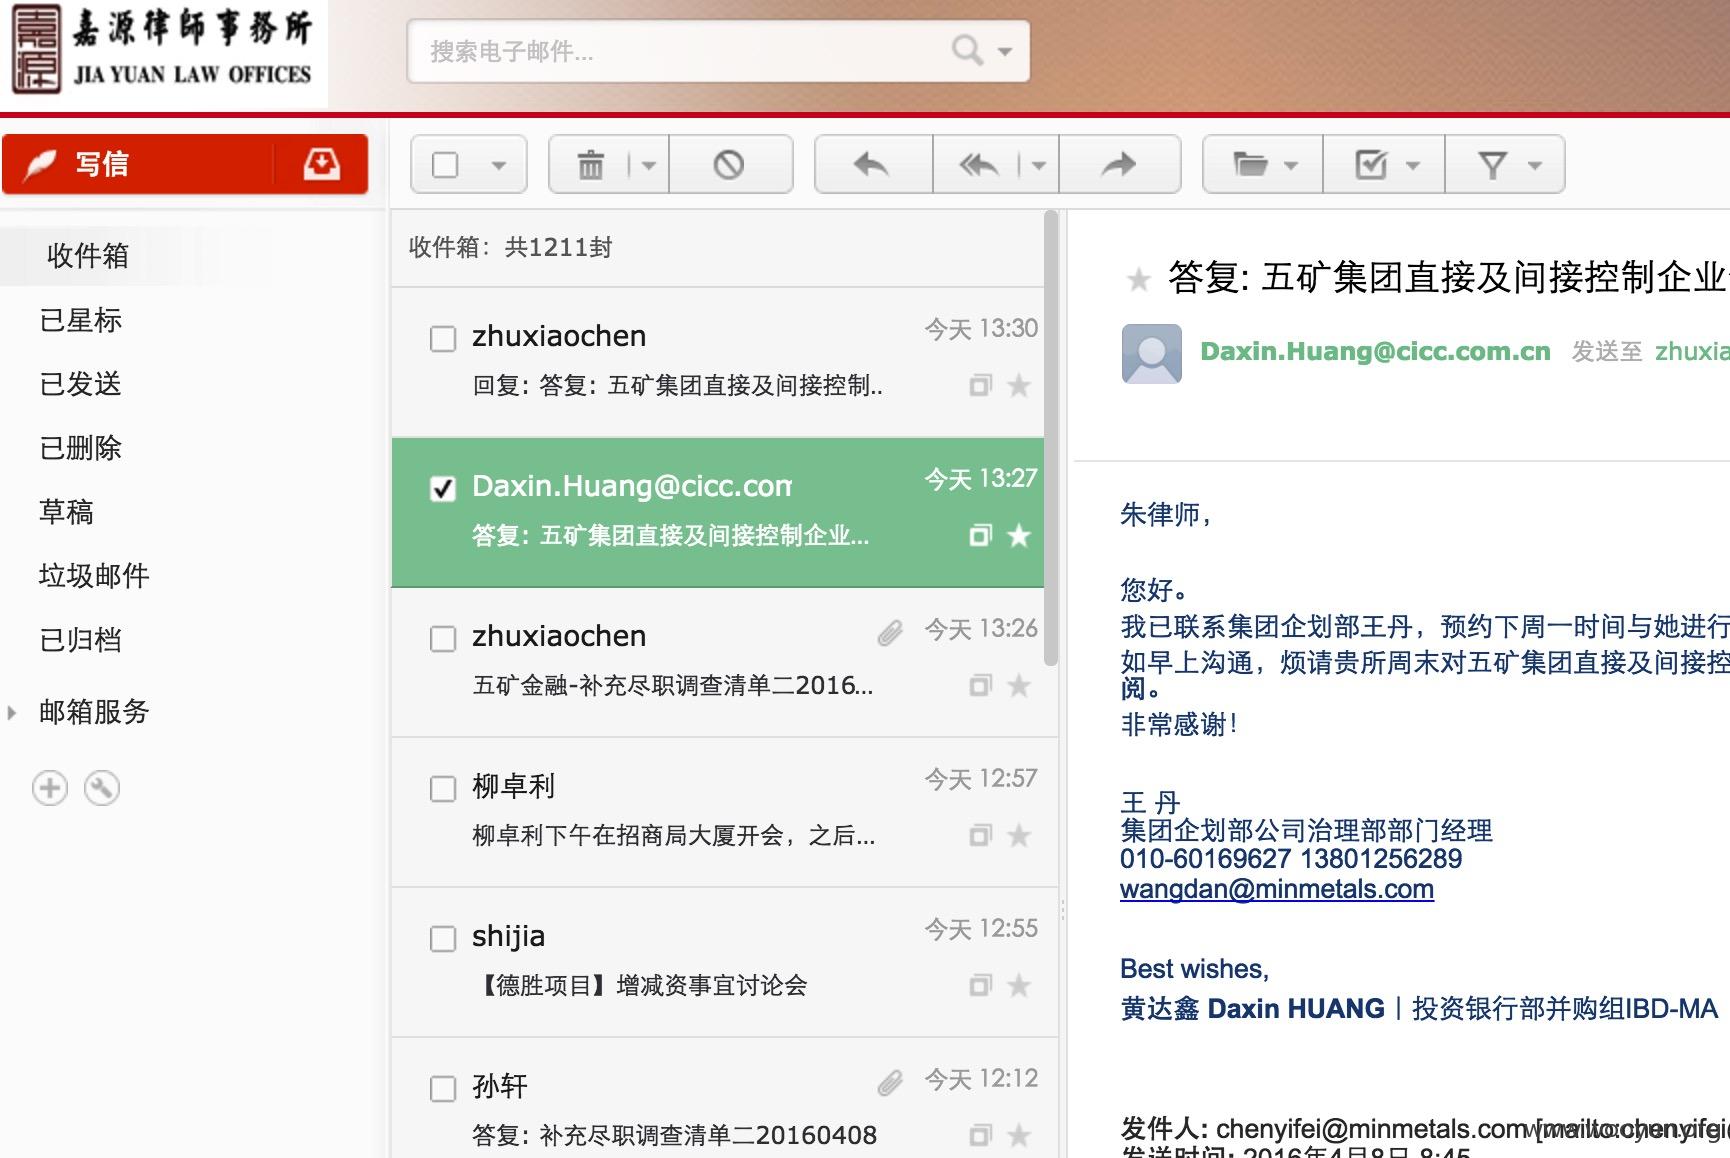 嘉源律師事務所
JIA YUAN LAW OFFICES
搜索电子邮件...
写信
收件箱
已星标
已发送
已删除
草稿
垃圾邮件
已归档
邮箱服务
收件箱：共1211封
zhuxiaochen
今天 13:30
回复: 答复: 五矿集团直接及间接控制..
Daxin.Huang@cicc.com
今天 13:27
答复: 五矿集团直接及间接控制企业...
zhuxiaochen
今天 13:26
五矿金融-补充尽职调查清单二2016...
柳卓利
今天 12:57
柳卓利下午在招商局大厦开会，之后...
shijia
今天 12:55
【德胜项目】增减资事宜讨论会
孙轩
今天 12:12
答复: 补充尽职调查清单二20160408
答复: 五矿集团直接及间接控制企业
Daxin.Huang@cicc.com.cn 发送至 zhuxia
朱律师,
您好。
我已联系集团企划部王丹，预约下周一时间与她进行
如早上沟通，烦请贵所周末对五矿集团直接及间接控
阅。
非常感谢!
王 丹
集团企划部公司治理部部门经理
010-60169627 13801256289
wangdan@minmetals.com
Best wishes,
黄达鑫 Daxin HUANG | 投资银行部并购组IBD-MA
发件人: chenyifei@minmetals.com [mailto:chenyifei@
发送时间: 2016年4月8日 8:45